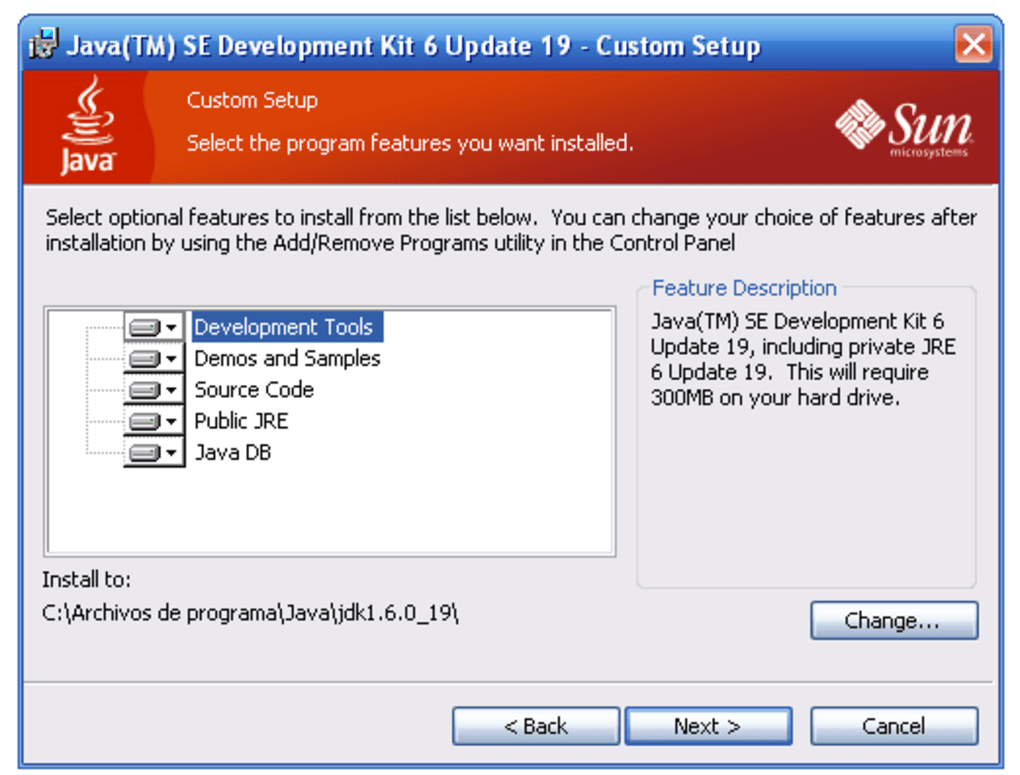 Java(TM) SE Development Kit 6 Update 19 - Custom Setup
Java™
Custom Setup
Select the program features you want installed.
Sun
microsystems
Select optional features to install from the list below.  You can change your choice of features after
installation by using the Add/Remove Programs utility in the Control Panel
Development Tools
Demos and Samples
Source Code
Public JRE
Java DB
Feature Description
Java(TM) SE Development Kit 6
Update 19, including private JRE
6 Update 19.  This will require
300MB on your hard drive.
Install to:
C:\Archivos de programa\Java\jdk1.6.0_19\
Change...
< Back
Next >
Cancel